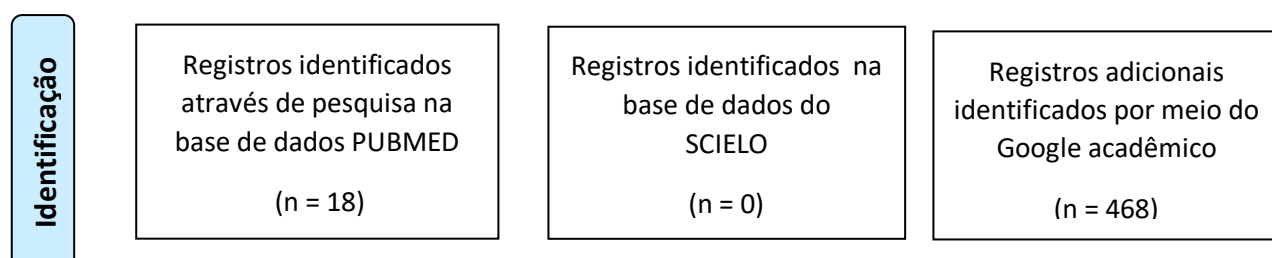 Identificação
Registros identificados
através de pesquisa na
base de dados PUBMED
(n = 18)
Registros identificados na
base de dados do
SCIELO
(n = 0)
Registros adicionais
identificados por meio do
Google acadêmico
(n = 468)